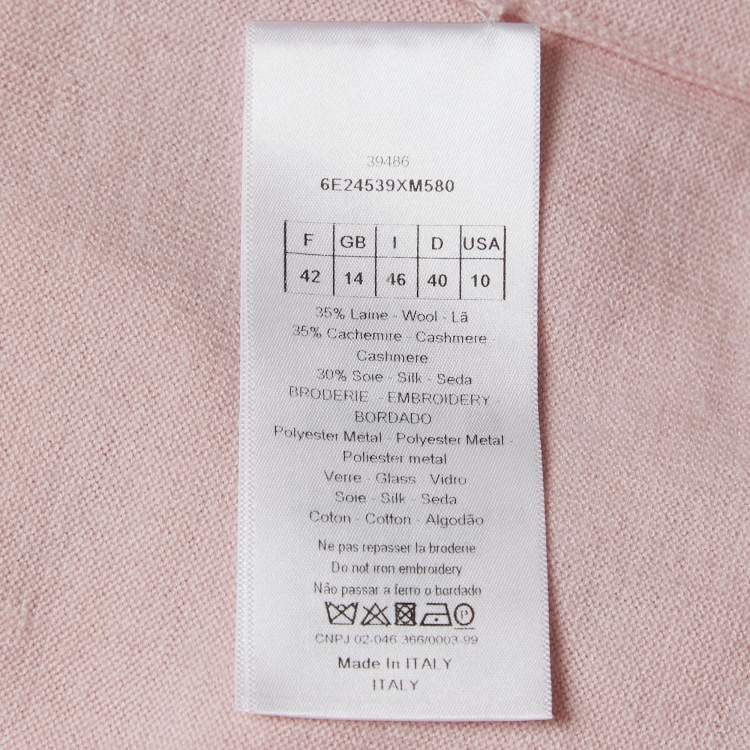 39486
6E24539XM580
F GB I D USA
42 14 46 40 10
35% Laine - Wool - Lã
35% Cachemire - Cashmere -
Cashmere
30% Soie - Silk - Seda
BRODERIE - EMBROIDERY -
BORDADO
Polyester Métal - Polyester Metal -
Poliester metal
Verre - Glass - Vidro
Soie - Silk - Seda
Coton - Cotton - Algodão
Ne pas repasser la broderie
Do not iron embroidery
Não passar a ferro o bordado
P
CNPJ 02-046 366/0003-99
Made In ITALY
ITALY